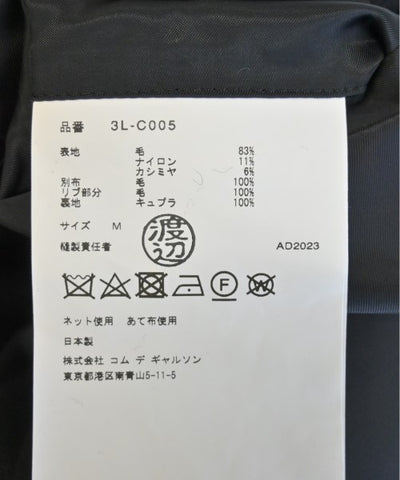 品番 3L-C005
表地 毛 83%
ナイロン 11%
カシミヤ 6%
別布 毛 100%
リブ部分 毛 100%
裏地 キュプラ 100%
サイズ M
縫製責任者 渡辺 AD2023
F W
ネット使用 あて布使用
日本製
株式会社 コム デ ギャルソン
東京都港区南青山5-11-5